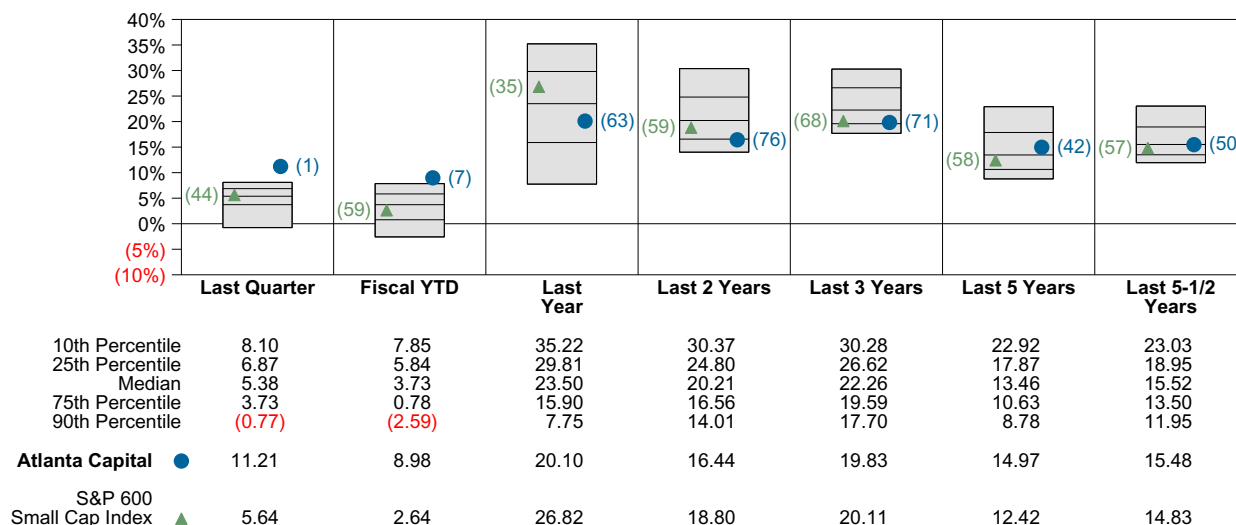 40%
35%
30%
25%
20%
15%
10%
5%
0%
(5%)
(10%)
(44) (1)
(59) (7)
(35) (63)
(59) (76)
(68) (71)
(58) (42)
(57) (50
Last Quarter Fiscal YTD Last Year Last 2 Years Last 3 Years Last 5 Years Last 5-1/2 Years
10th Percentile 8.10 7.85 35.22 30.37 30.28 22.92 23.03
25th Percentile 6.87 5.84 29.81 24.80 26.62 17.87 18.95
Median 5.38 3.73 23.50 20.21 22.26 13.46 15.52
75th Percentile 3.73 0.78 15.90 16.56 19.59 10.63 13.50
90th Percentile (0.77) (2.59) 7.75 14.01 17.70 8.78 11.95
Atlanta Capital 11.21 8.98 20.10 16.44 19.83 14.97 15.48
S&P 600
Small Cap Index 5.64 2.64 26.82 18.80 20.11 12.42 14.83